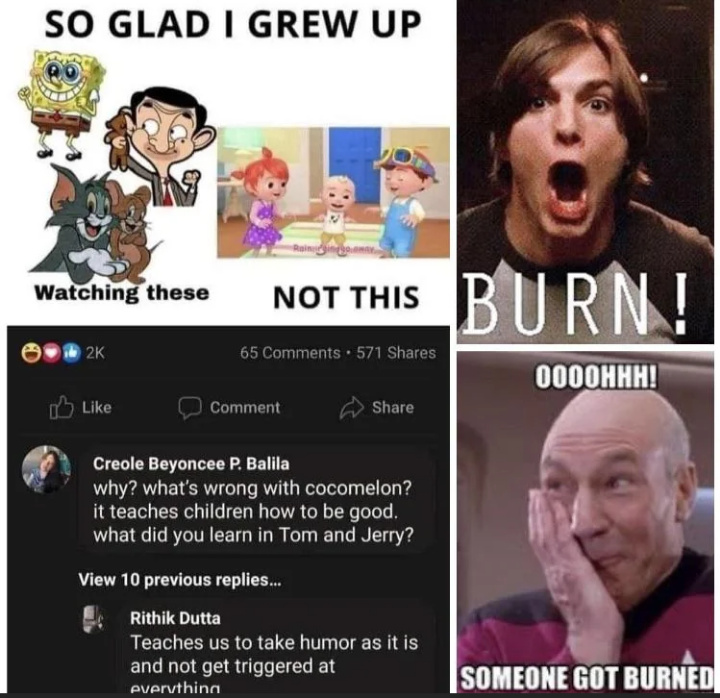 SO GLAD I GREW UP
Watching these
NOT THIS
2K
65 Comments • 571 Shares
Like
Comment
Share
Creole Beyoncee P. Balila
why? what's wrong with cocomelon?
it teaches children how to be good.
what did you learn in Tom and Jerry?
View 10 previous replies...
Rithik Dutta
Teaches us to take humor as it is
and not get triggered at
everything
BURN!
OOOOHHH!
SOMEONE GOT BURNED